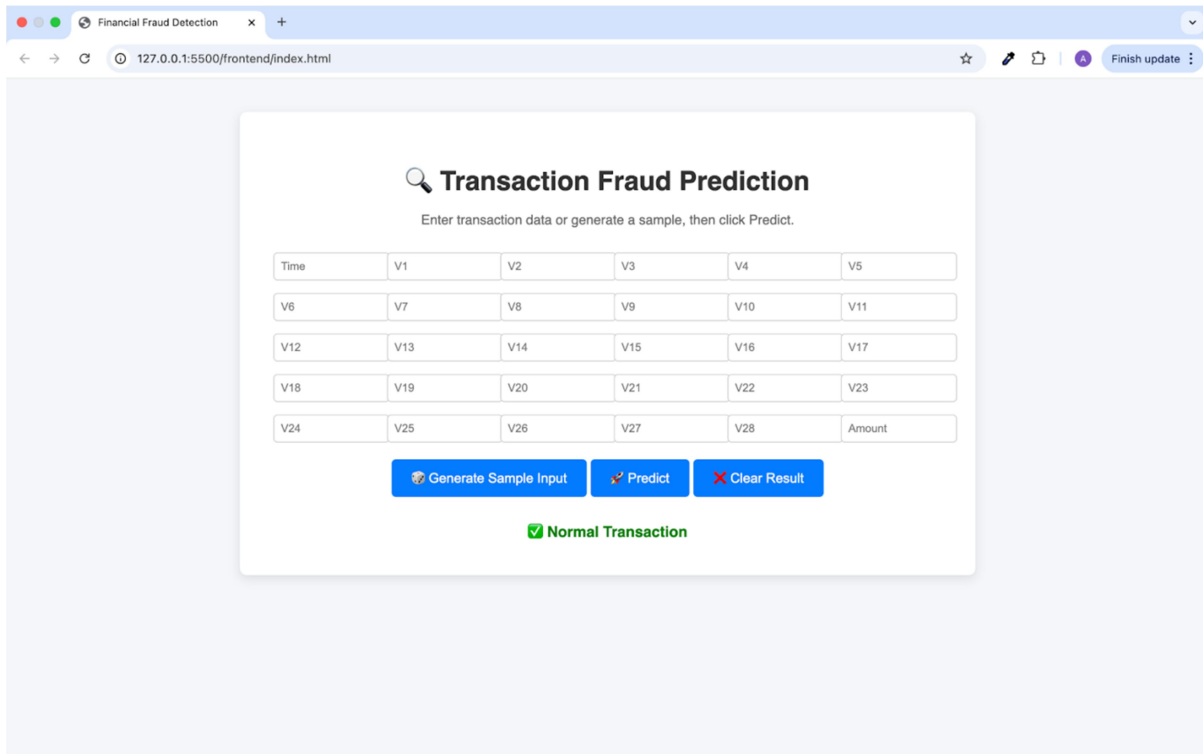 Financial Fraud Detection
127.0.0.1:5500/frontend/index.html
A
Finish update
🔍 Transaction Fraud Prediction
Enter transaction data or generate a sample, then click Predict.
Time V1 V2 V3 V4 V5
V6 V7 V8 V9 V10 V11
V12 V13 V14 V15 V16 V17
V18 V19 V20 V21 V22 V23
V24 V25 V26 V27 V28 Amount
🎲 Generate Sample Input 🚀 Predict ❌ Clear Result
✅ Normal Transaction